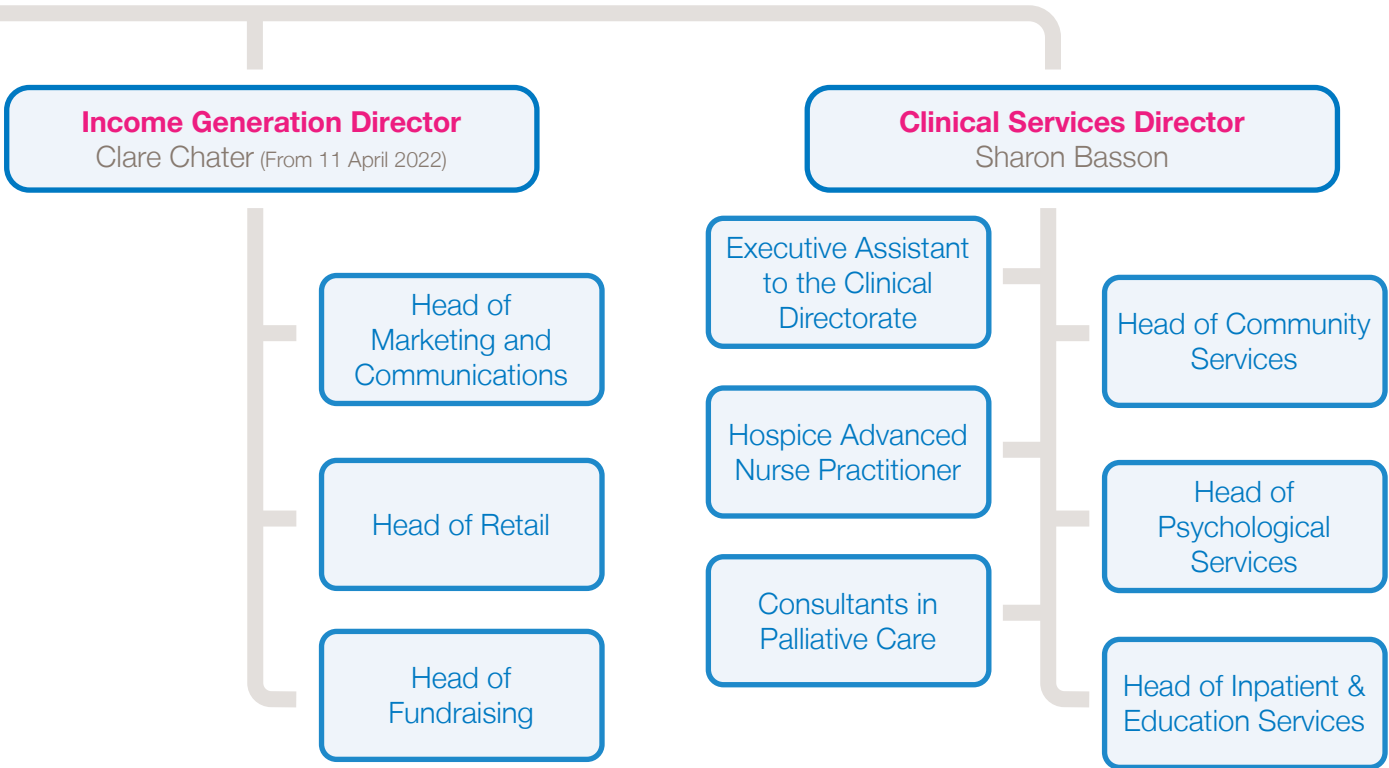 Income Generation Director
Clare Chater (From 11 April 2022)
Head of
Marketing and
Communications
Head of Retail
Head of
Fundraising
Clinical Services Director
Sharon Basson
Executive Assistant
to the Clinical
Directorate
Hospice Advanced
Nurse Practitioner
Consultants in
Palliative Care
Head of Community
Services
Head of
Psychological
Services
Head of Inpatient &
Education Services